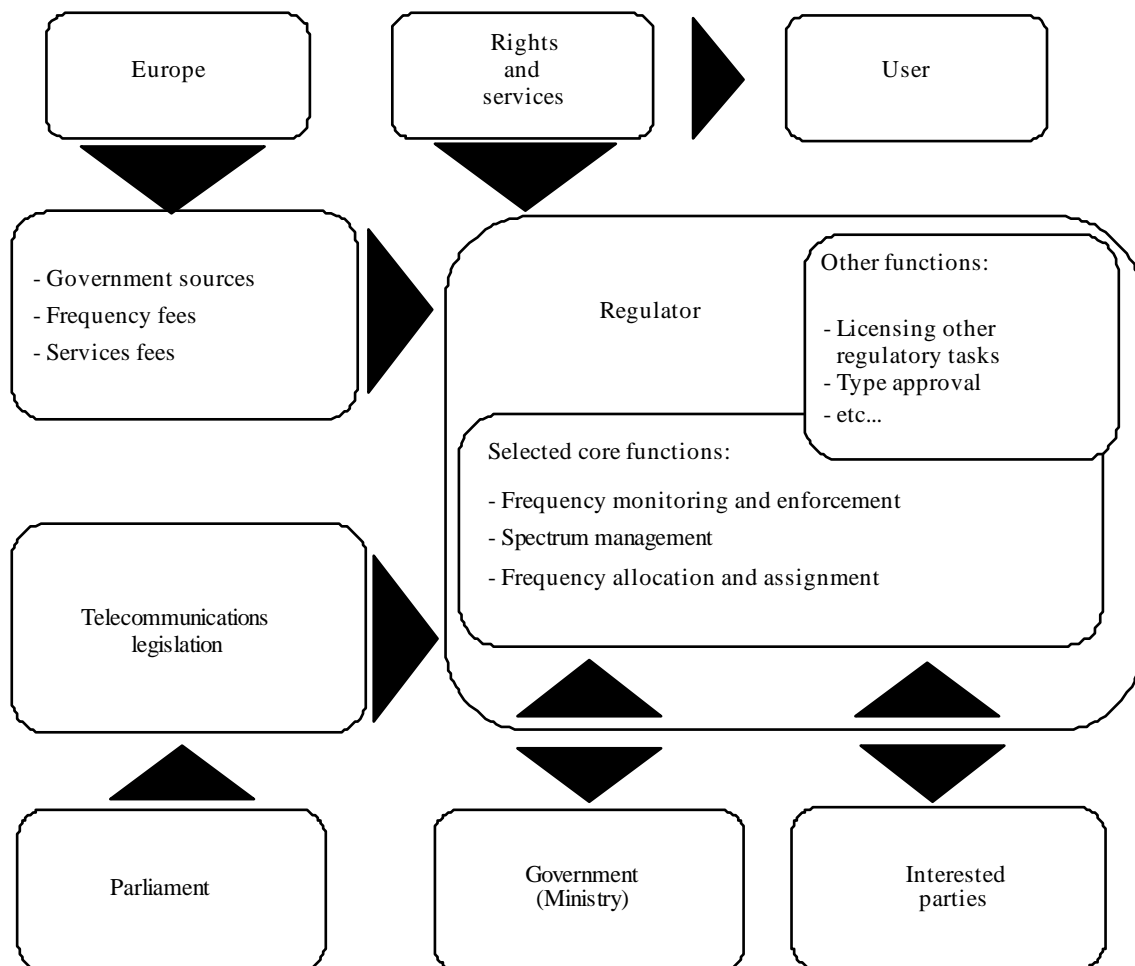 Europe
Rights
and
services
User
- Government sources
- Frequency fees
- Services fees
Regulator
Other functions:
- Licensing other
regulatory tasks
- Type approval
- etc...
Selected core functions:
- Frequency monitoring and enforcement
- Spectrum management
- Frequency allocation and assignment
Telecommunications
legislation
Parliament
Government
(Ministry)
Interested
parties